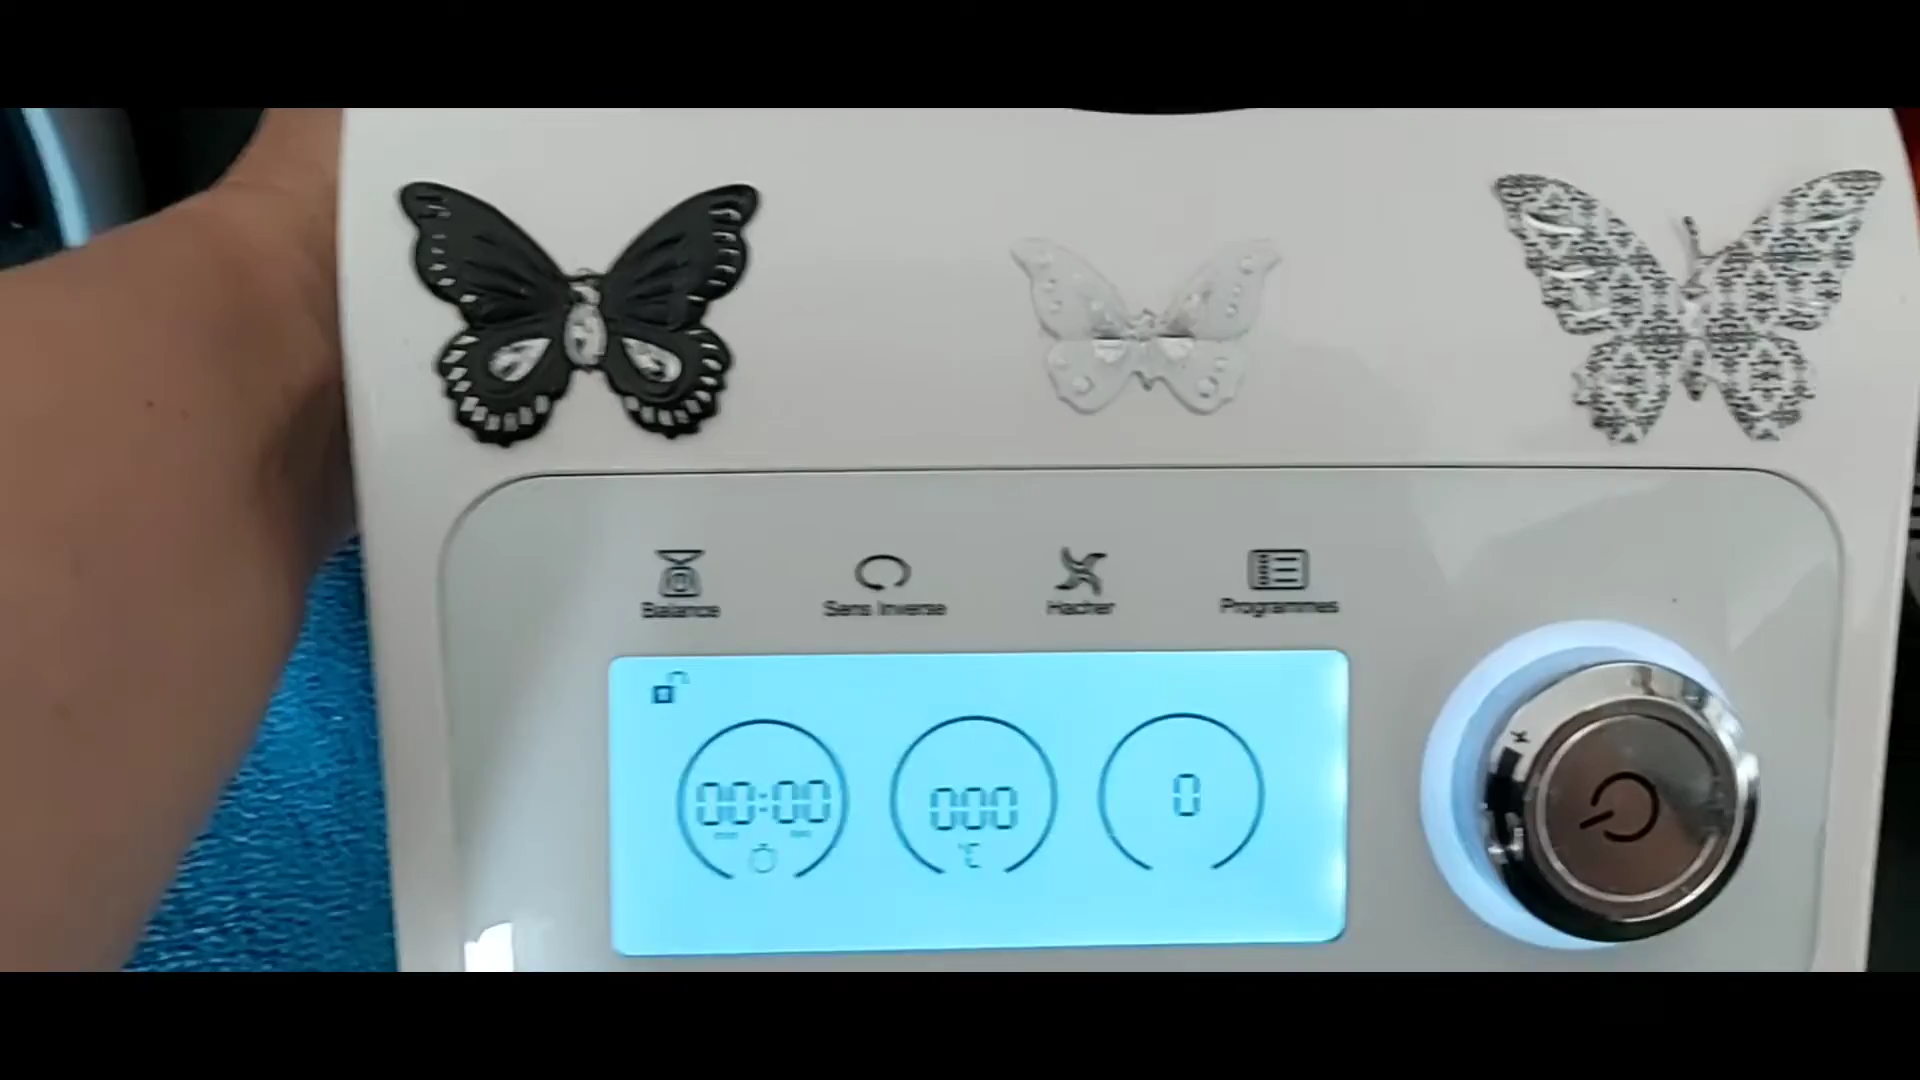 Balance
Sens Inverse
Hacher
Programmes
00:00
000
°C
0